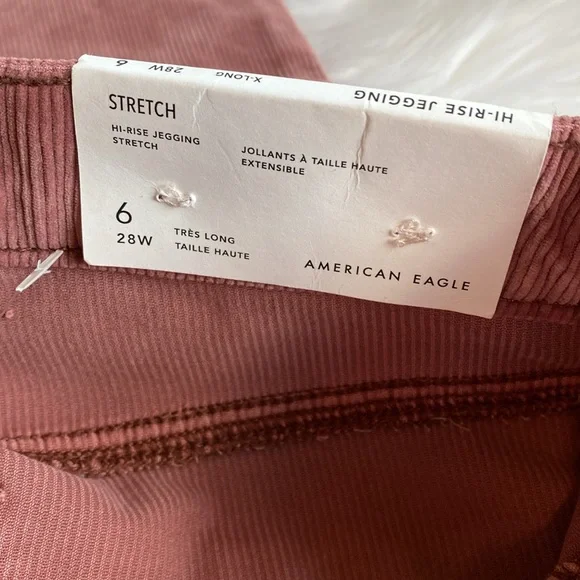 6 28W X-LONG HI-RISE JEGGING
STRETCH
HI-RISE JEGGING
STRETCH
JOLLANTS À TAILLE HAUTE
EXTENSIBLE
6
28W
TRÈS LONG
TAILLE HAUTE
AMERICAN EAGLE